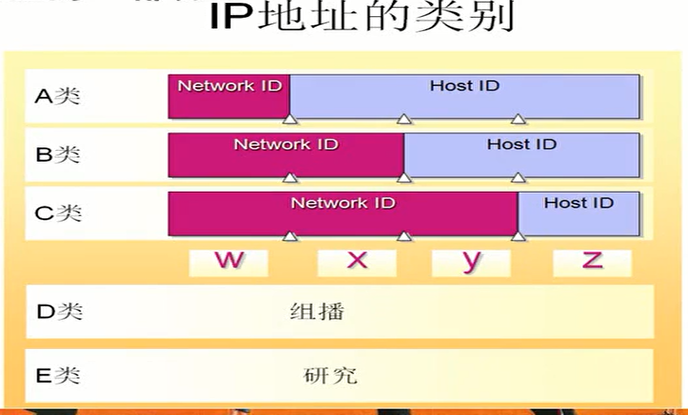 IP地址的类别
A类 Network ID Host ID
B类 Network ID Host ID
C类 Network ID Host ID
w x y z
D类 组播
E类 研究